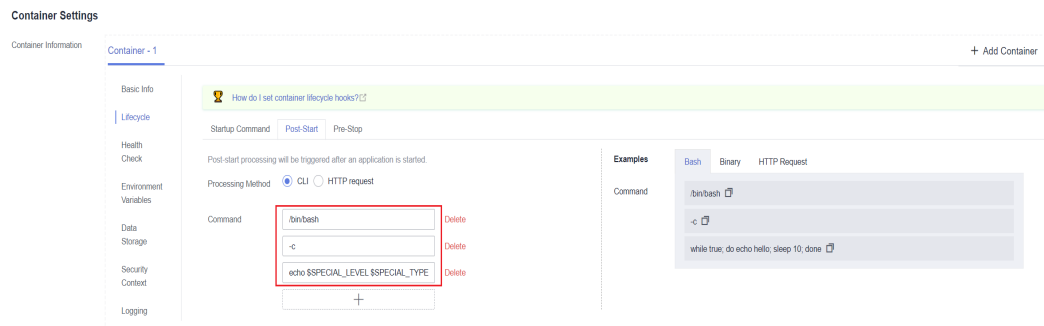 Container Settings
Container Information
Container - 1
+ Add Container
Basic Info
Lifecycle
Health
Check
Environment
Variables
Data
Storage
Security
Context
Logging
How do I set container lifecycle hooks?
Startup Command Post-Start Pre-Stop
Post-start processing will be triggered after an application is started.
Processing Method CLI HTTP request
Command
/bin/bash Delete
-c Delete
echo $SPECIAL_LEVEL $SPECIAL_TYPE Delete
+
Examples Bash Binary HTTP Request
Command
/bin/bash
-c
while true; do echo hello; sleep 10; done